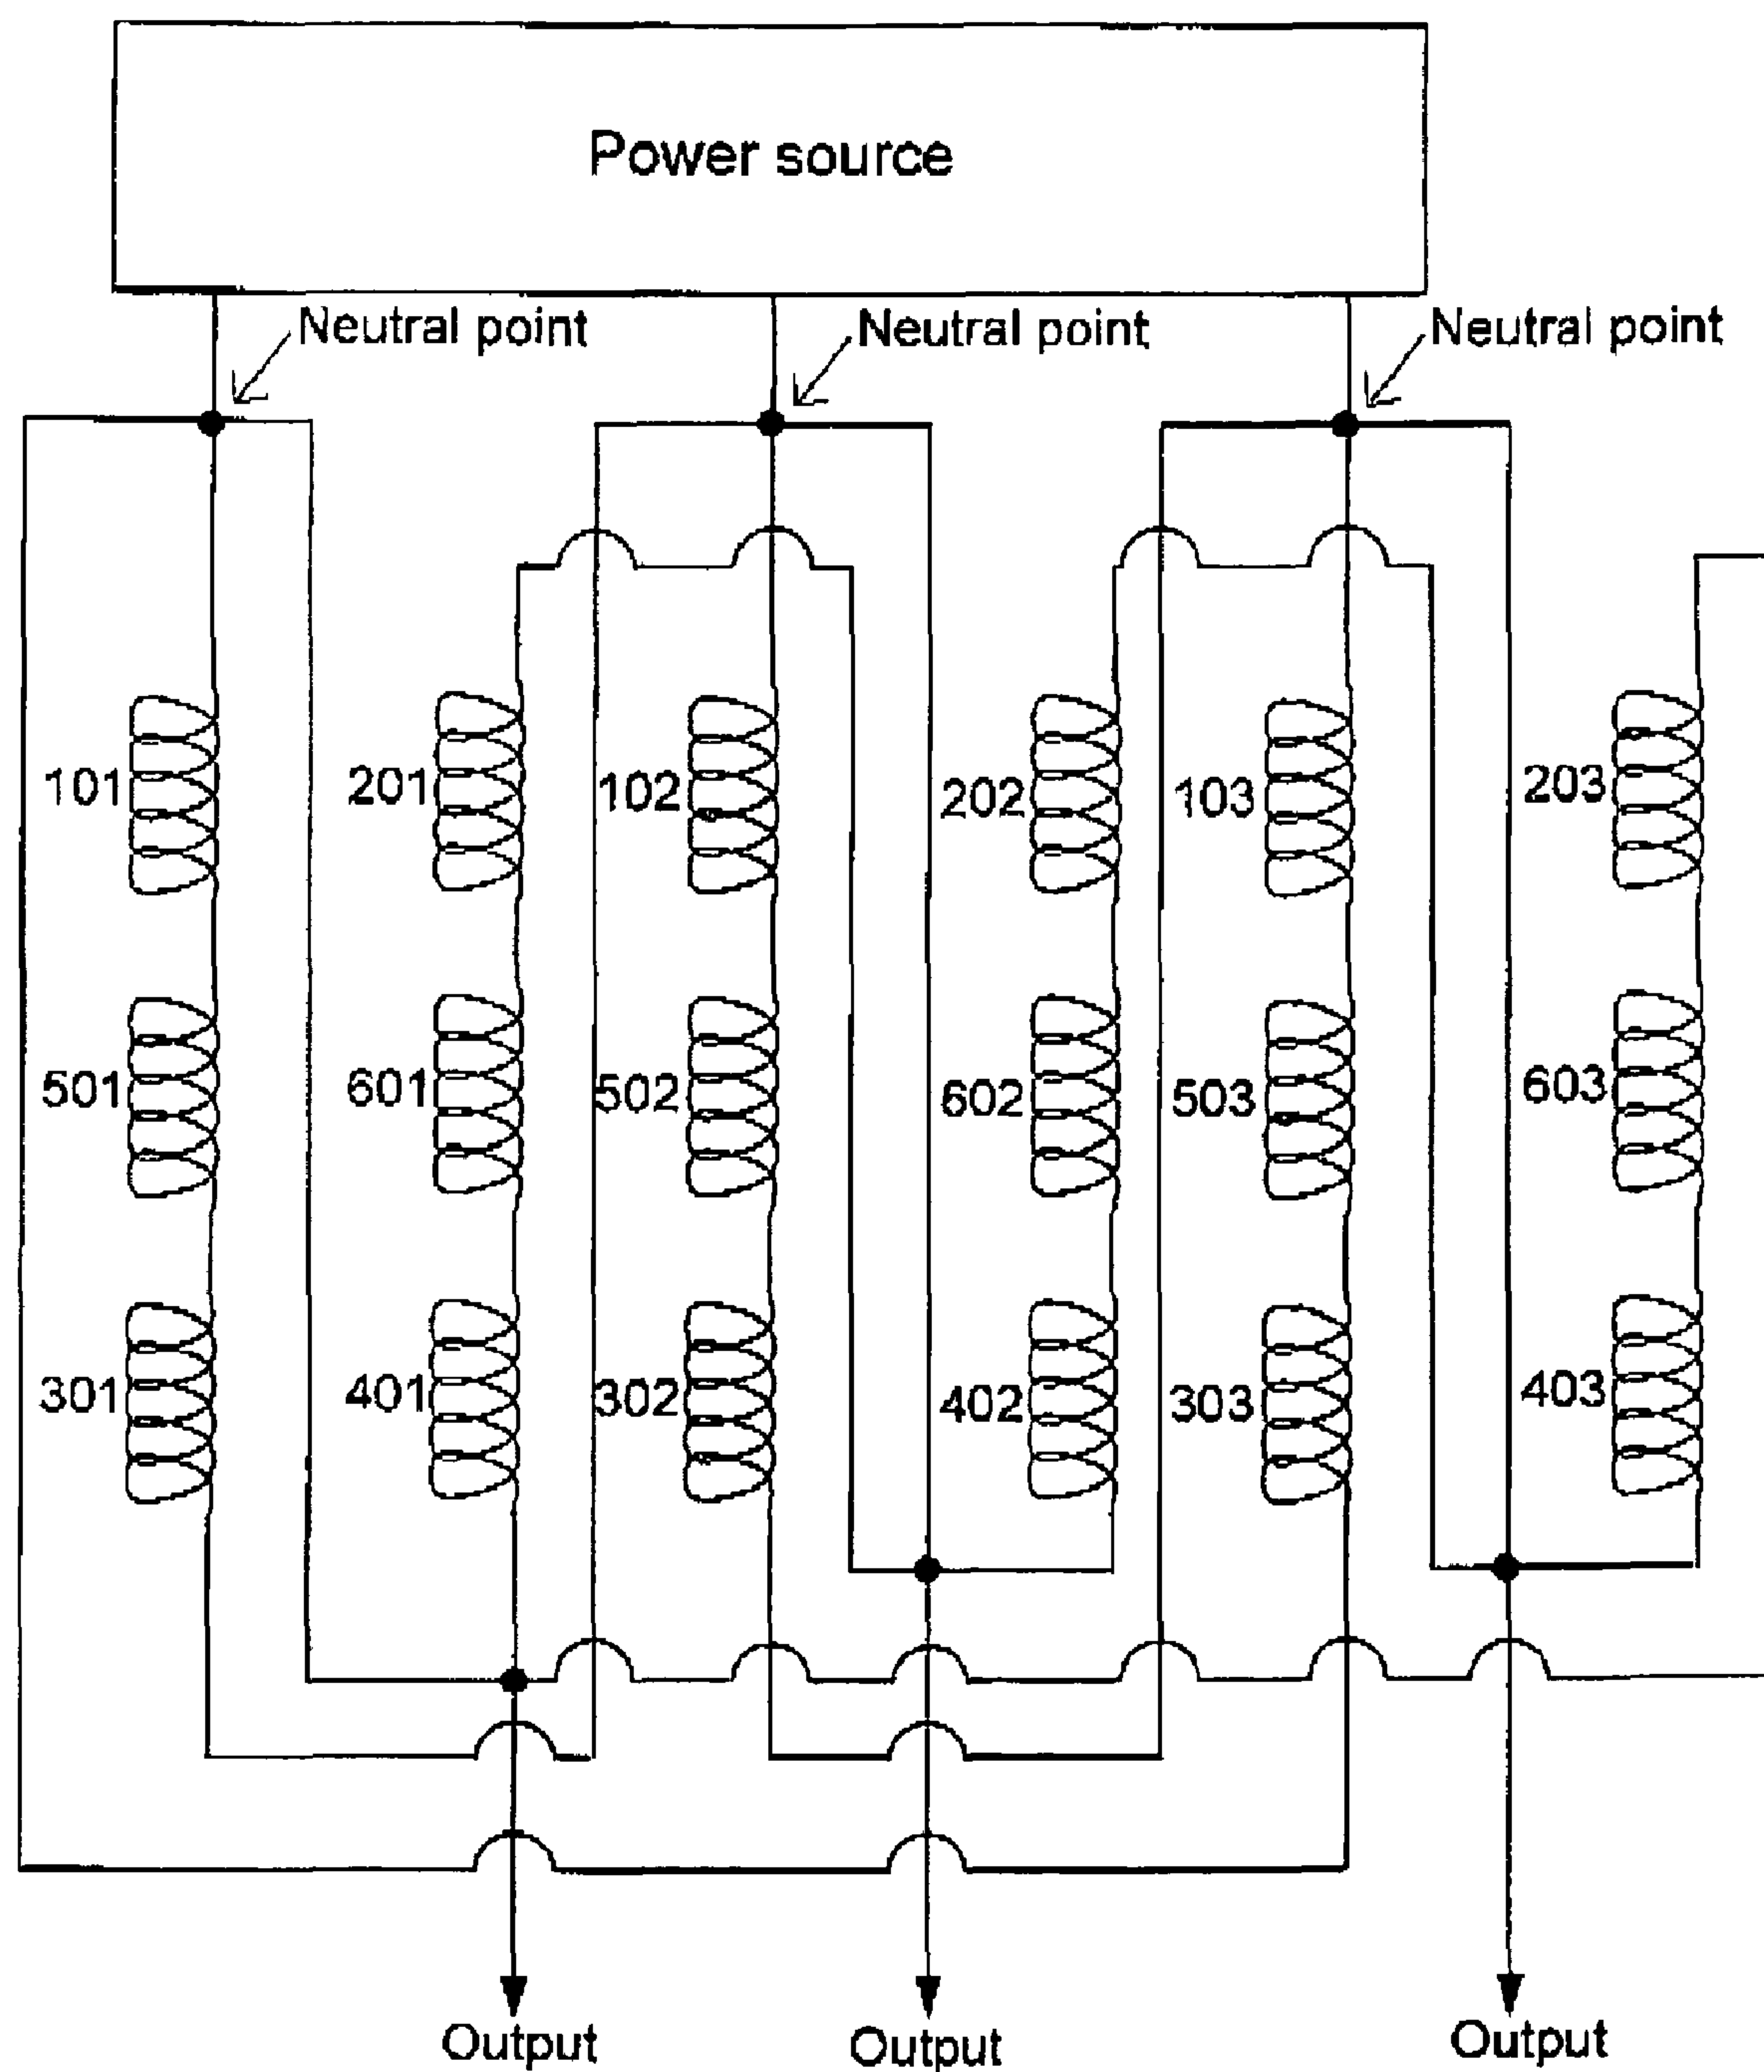 Power source
Neutral point
Neutral point
Neutral point
101
201
102
202
103
203
501
601
502
602
503
603
301
401
302
402
303
403
Output
Output
Output